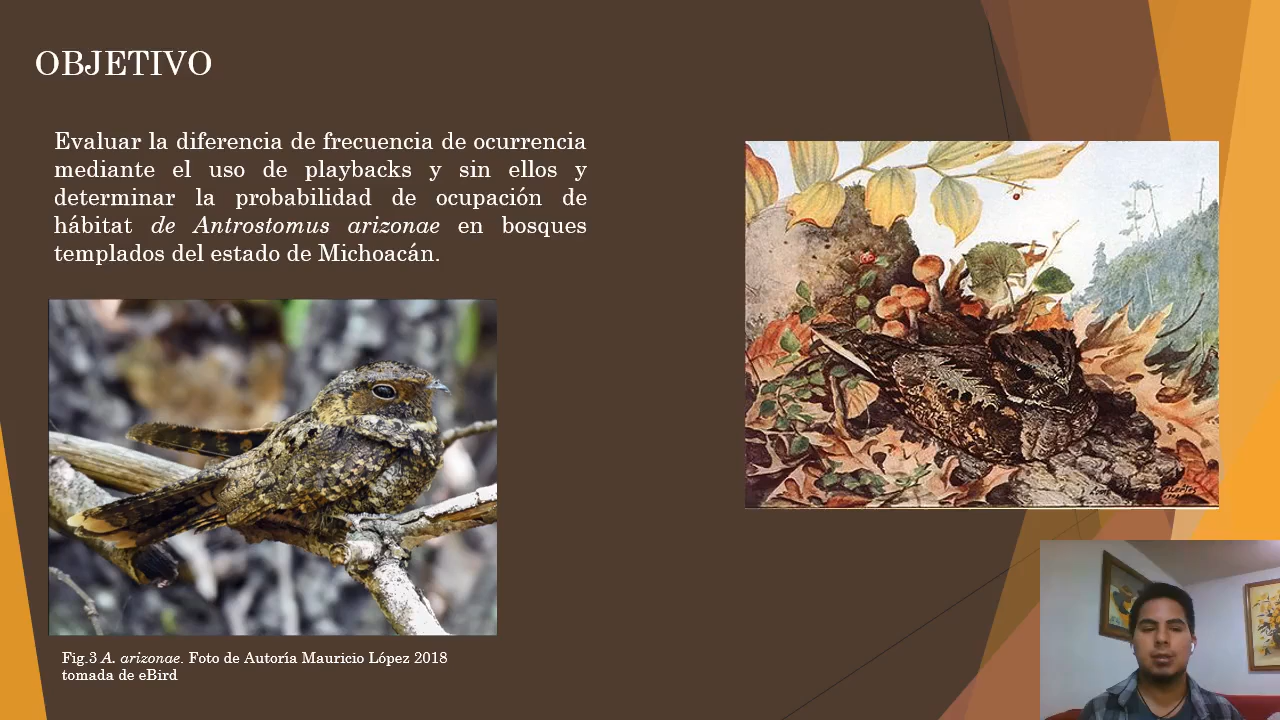 OBJETIVO
Evaluar la diferencia de frecuencia de ocurrencia
mediante el uso de playbacks y sin ellos y
determinar la probabilidad de ocupación de
hábitat de Antrostomus arizonae en bosques
templados del estado de Michoacán.
Fig.3 A. arizonae. Foto de Autoría Mauricio López 2018
tomada de eBird